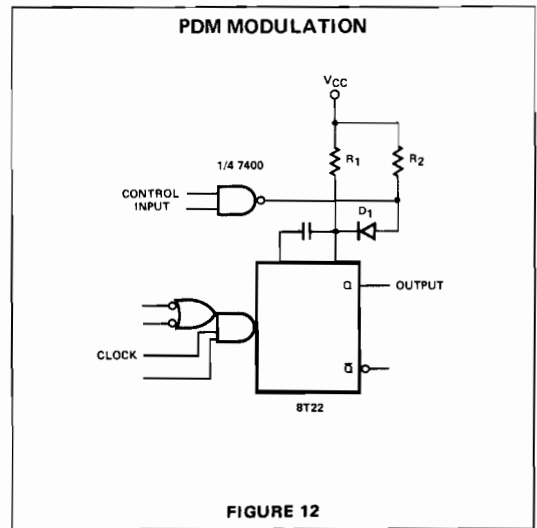 PDM MODULATION
VCC
R1
R2
1/4 7400
CONTROL
INPUT
D1
Q
OUTPUT
CLOCK
Q̅
8T22
FIGURE 12